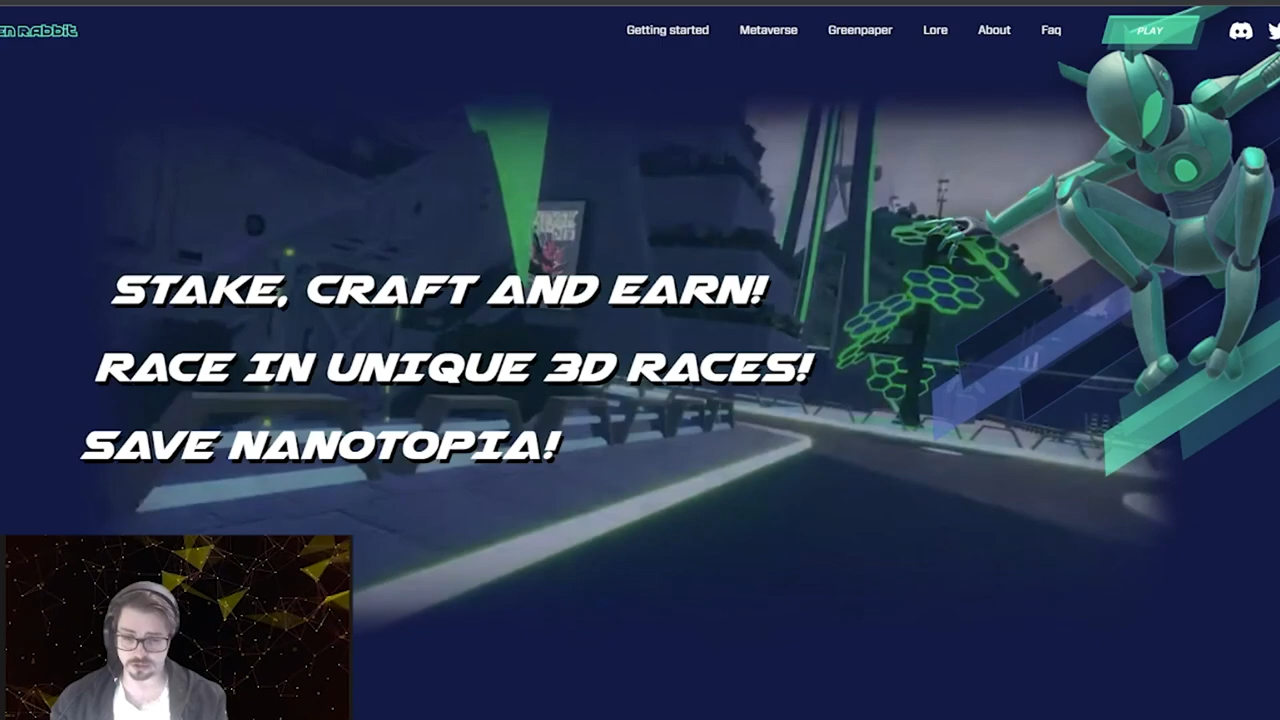 EN RABBIT
Getting started Metaverse Greenpaper Lore About Faq PLAY
STAKE, CRAFT AND EARN!
RACE IN UNIQUE 3D RACES!
SAVE NANOTOPIA!